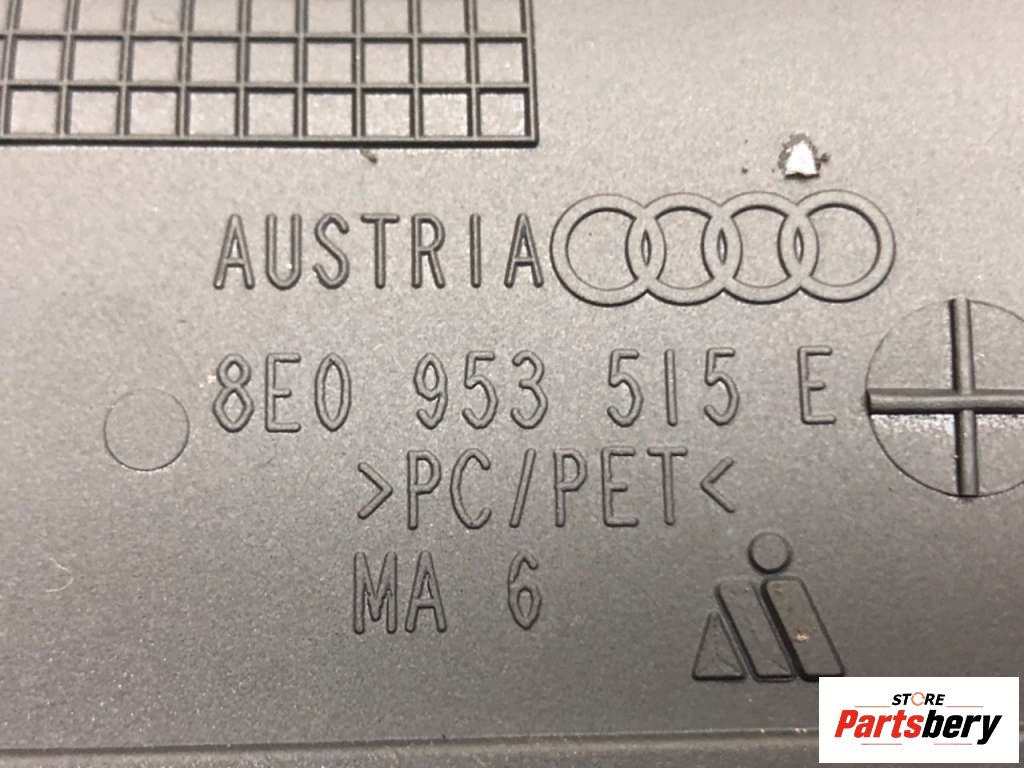 AUSTRIA
8E0 953 515 E
>PC/PET<
MA 6
STORE
Partsbery